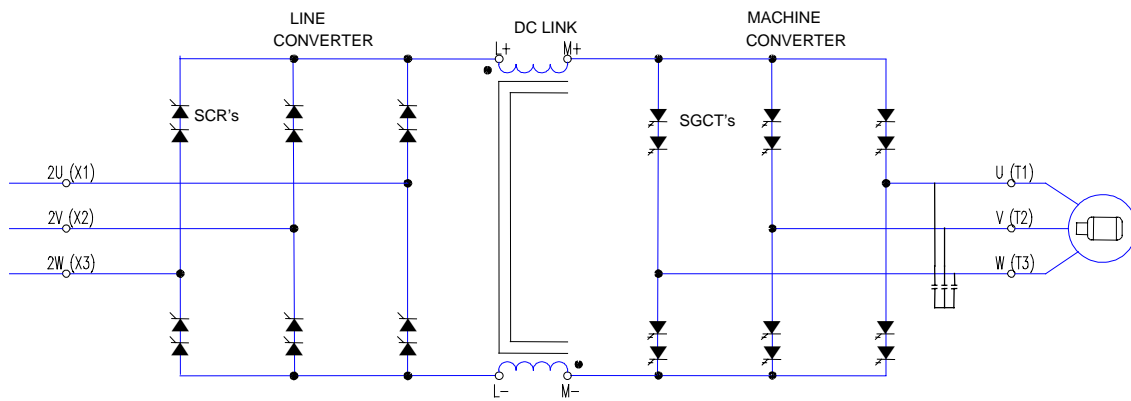 LINE
CONVERTER
DC LINK
MACHINE
CONVERTER
L+
M+
SCR's
SGCT's
2U (X1)
U (T1)
2V (X2)
V (T2)
2W (X3)
W (T3)
L–
M–